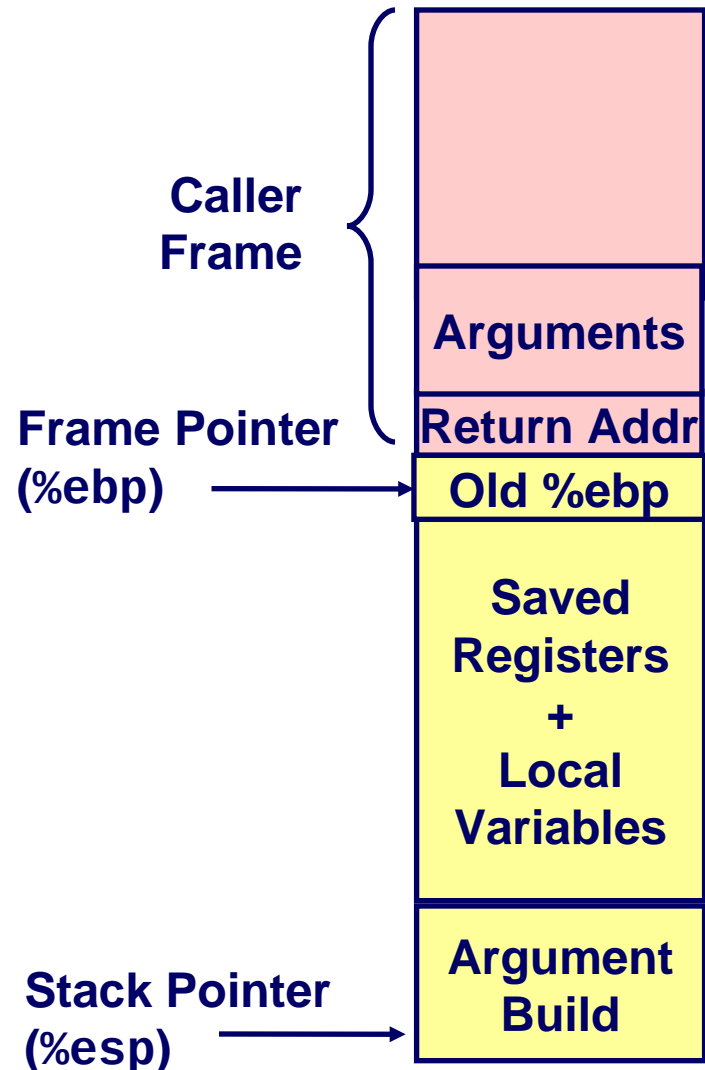 Caller
Frame
Arguments
Return Addr
Frame Pointer
(%ebp)
Old %ebp
Saved
Registers
+
Local
Variables
Argument
Build
Stack Pointer
(%esp)